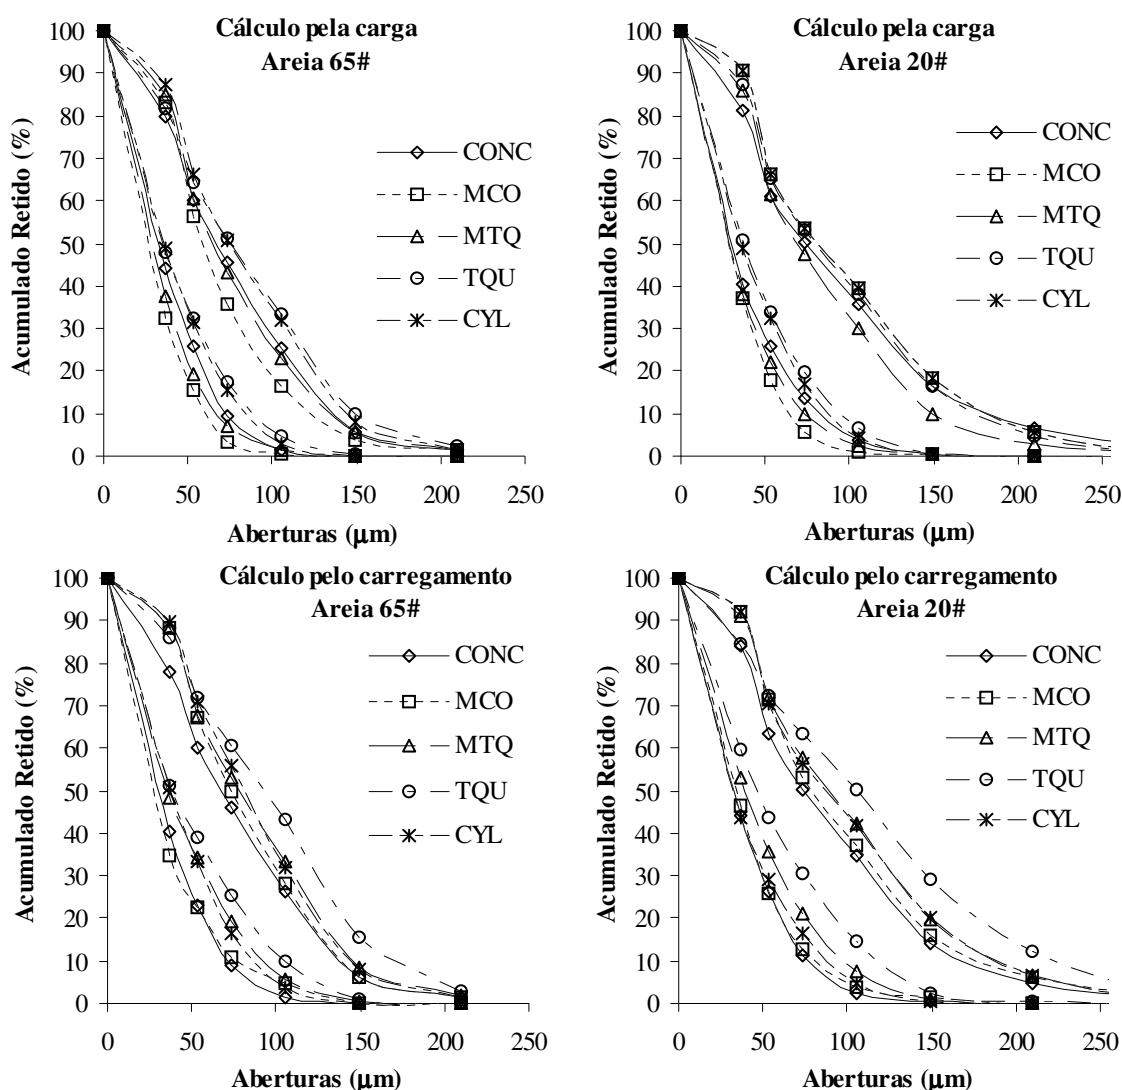 Cálculo pela carga
Areia 65#
Acumulado Retido (%)
100
90
80
70
60
50
40
30
20
10
0
CONC
MCO
MTQ
TQU
CYL
0 50 100 150 200 250
Aberturas (μm)
Cálculo pela carga
Areia 20#
Acumulado Retido (%)
100
90
80
70
60
50
40
30
20
10
0
CONC
MCO
MTQ
TQU
CYL
0 50 100 150 200 250
Aberturas (μm)
Cálculo pelo carregamento
Areia 65#
Acumulado Retido (%)
100
90
80
70
60
50
40
30
20
10
0
CONC
MCO
MTQ
TQU
CYL
0 50 100 150 200 250
Aberturas (μm)
Cálculo pelo carregamento
Areia 20#
Acumulado Retido (%)
100
90
80
70
60
50
40
30
20
10
0
CONC
MCO
MTQ
TQU
CYL
0 50 100 150 200 250
Aberturas (μm)